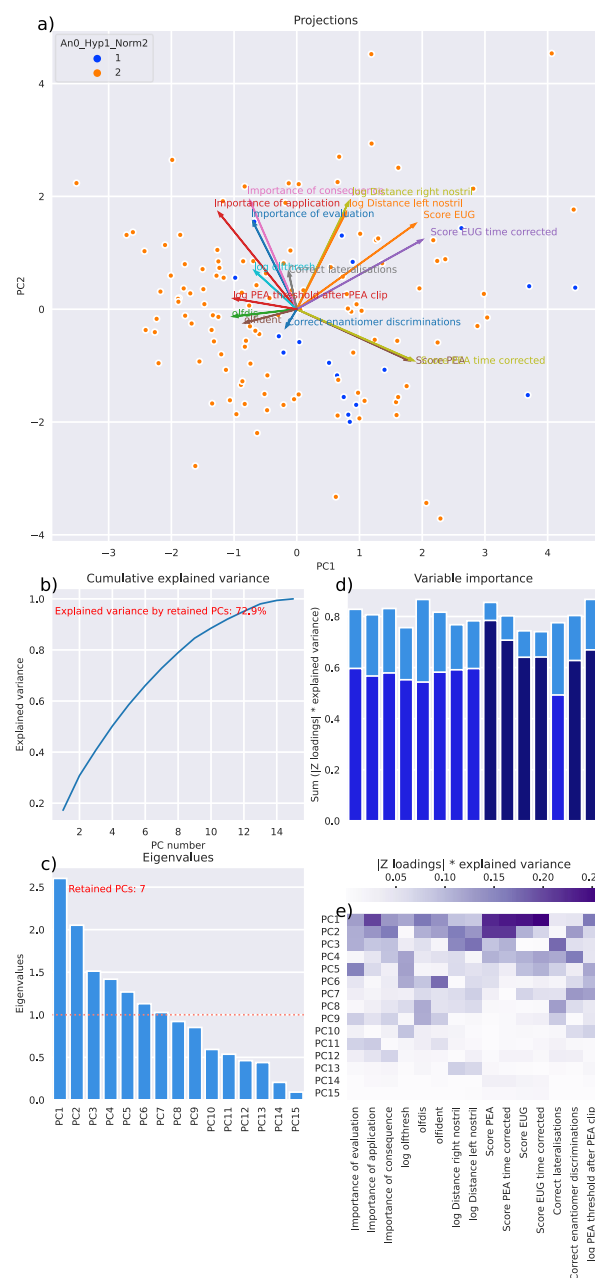 a)
Projections
An0_Hyp1_Norm2
1
2
4
2
0
−2
−4
PC2
Importance of consequence
log Distance right nostril
Importance of application
log Distance left nostril
Importance of evaluation
Score EUG
Score EUG time corrected
log olfthresh
Correct lateralisations
log PEA threshold after PEA clip
olfdis
olfident
Correct enantiomer discriminations
Score PEA
Score PEA time corrected
−3 −2 −1 0 1 2 3 4
PC1
b)
Cumulative explained variance
Explained variance by retained PCs: 72.9%
1.0
0.8
0.6
0.4
0.2
Explained variance
2 4 6 8 10 12 14
PC number
d)
Variable importance
0.8
0.6
0.4
0.2
0.0
Sum (|Z loadings| * explained variance)
c)
Eigenvalues
Retained PCs: 7
2.5
2.0
1.5
1.0
0.5
0.0
Eigenvalues
PC1 PC2 PC3 PC4 PC5 PC6 PC7 PC8 PC9 PC10 PC11 PC12 PC13 PC14 PC15
|Z loadings| * explained variance
0.05 0.10 0.15 0.20
e)
PC1
PC2
PC3
PC4
PC5
PC6
PC7
PC8
PC9
PC10
PC11
PC12
PC13
PC14
PC15
Importance of evaluation
Importance of application
Importance of consequence
log olfthresh
olfdis
olfident
log Distance right nostril
log Distance left nostril
Score PEA
Score PEA time corrected
Score EUG
Score EUG time corrected
Correct lateralisations
Correct enantiomer discriminations
log PEA threshold after PEA clip